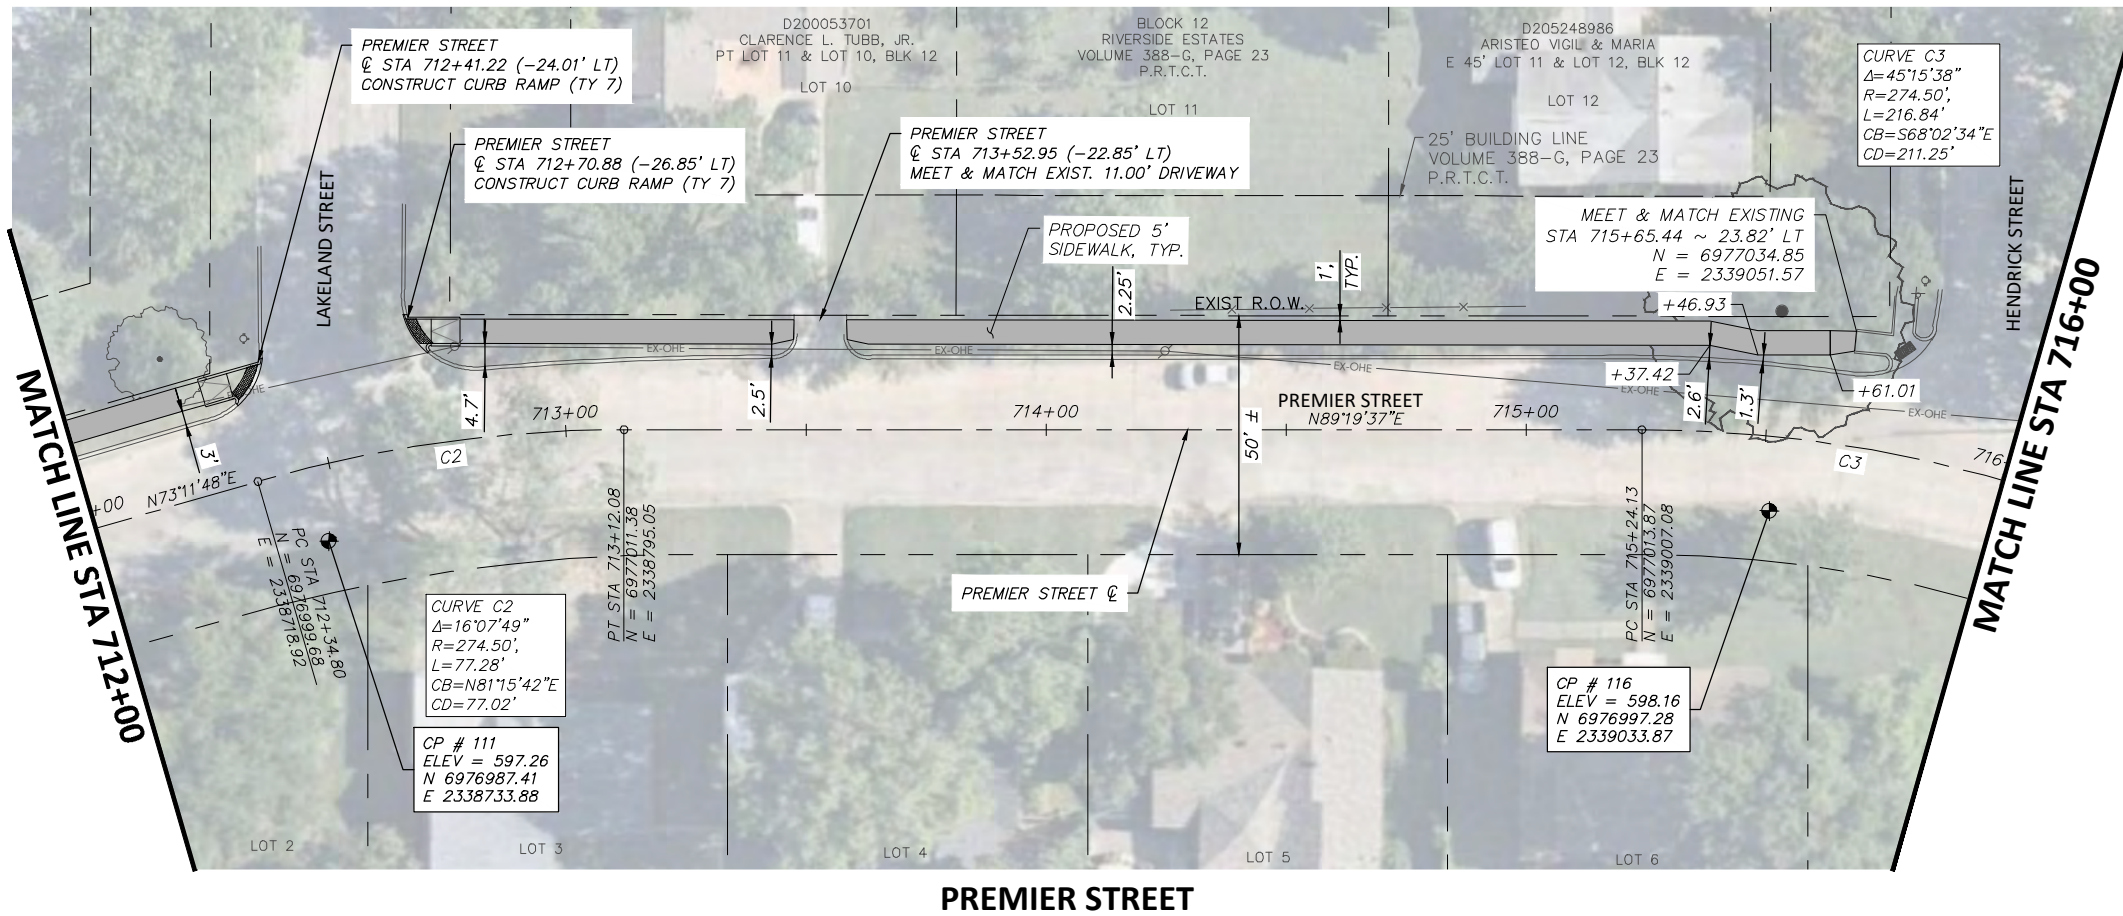 D200053701
CLARENCE L. TUBB, JR.
PT LOT 11 & LOT 10, BLK 12
LOT 10
BLOCK 12
RIVERSIDE ESTATES
VOLUME 388-G, PAGE 23
P.R.T.C.T.
LOT 11
D205248986
ARISTEO VIGIL & MARIA
E 45' LOT 11 & LOT 12, BLK 12
LOT 12
CURVE C3
Δ=45°15'38"
R=274.50',
L=216.84'
CB=S68°02'34"E
CD=211.25'
PREMIER STREET
℄ STA 712+41.22 (-24.01' LT)
CONSTRUCT CURB RAMP (TY 7)
PREMIER STREET
℄ STA 712+70.88 (-26.85' LT)
CONSTRUCT CURB RAMP (TY 7)
PREMIER STREET
℄ STA 713+52.95 (-22.85' LT)
MEET & MATCH EXIST. 11.00' DRIVEWAY
25' BUILDING LINE
VOLUME 388-G, PAGE 23
P.R.T.C.T.
LAKELAND STREET
HENDRICK STREET
PROPOSED 5'
SIDEWALK, TYP.
MEET & MATCH EXISTING
STA 715+65.44 ~ 23.82' LT
N = 6977034.85
E = 2339051.57
2.25'
1',
TYP.
EXIST R.O.W.
+46.93
EX-OHE
EX-OHE
EX-OHE
EX-OHE
EX-OHE
+37.42
+61.01
4.7'
2.5'
2.6'
1.3'
3'
50' ±
713+00
714+00
715+00
716-
+00
PREMIER STREET
N89°19'37"E
N73°11'48"E
C2
C3
MATCH LINE STA 712+00
MATCH LINE STA 716+00
PC STA 712+34.80
N = 6976999.68
E = 2338718.92
PT STA 713+12.08
N = 6977011.38
E = 2338795.05
PC STA 715+24.13
N = 6977013.87
E = 2339007.08
PREMIER STREET ℄
CURVE C2
Δ=16°07'49"
R=274.50',
L=77.28'
CB=N81°15'42"E
CD=77.02'
CP # 111
ELEV = 597.26
N 6976987.41
E 2338733.88
CP # 116
ELEV = 598.16
N 6976997.28
E 2339033.87
LOT 2
LOT 3
LOT 4
LOT 5
LOT 6
PREMIER STREET